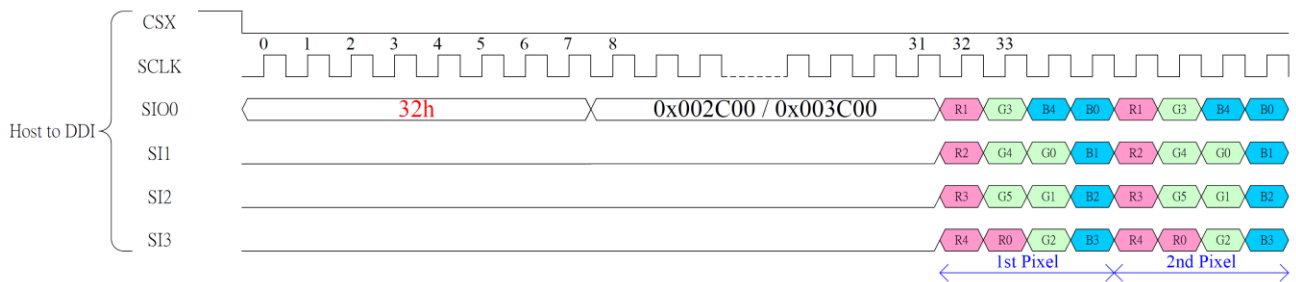 CSX
0 1 2 3 4 5 6 7 8 31 32 33
SCLK
SIO0 32h 0x002C00 / 0x003C00 R1 G3 B4 B0 R1 G3 B4 B0
Host to DDI
SI1 R2 G4 G0 B1 R2 G4 G0 B1
SI2 R3 G5 G1 B2 R3 G5 G1 B2
SI3 R4 R0 G2 B3 R4 R0 G2 B3
1st Pixel 2nd Pixel